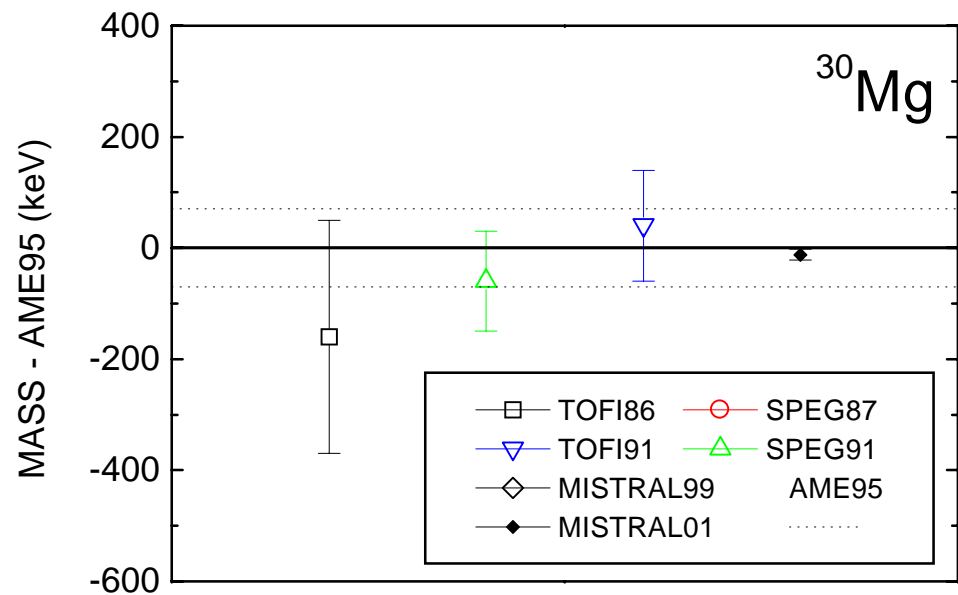 400
200
0
-200
-400
-600
MASS - AME95 (keV)
30Mg
TOFI86 SPEG87
TOFI91 SPEG91
MISTRAL99 AME95
MISTRAL01